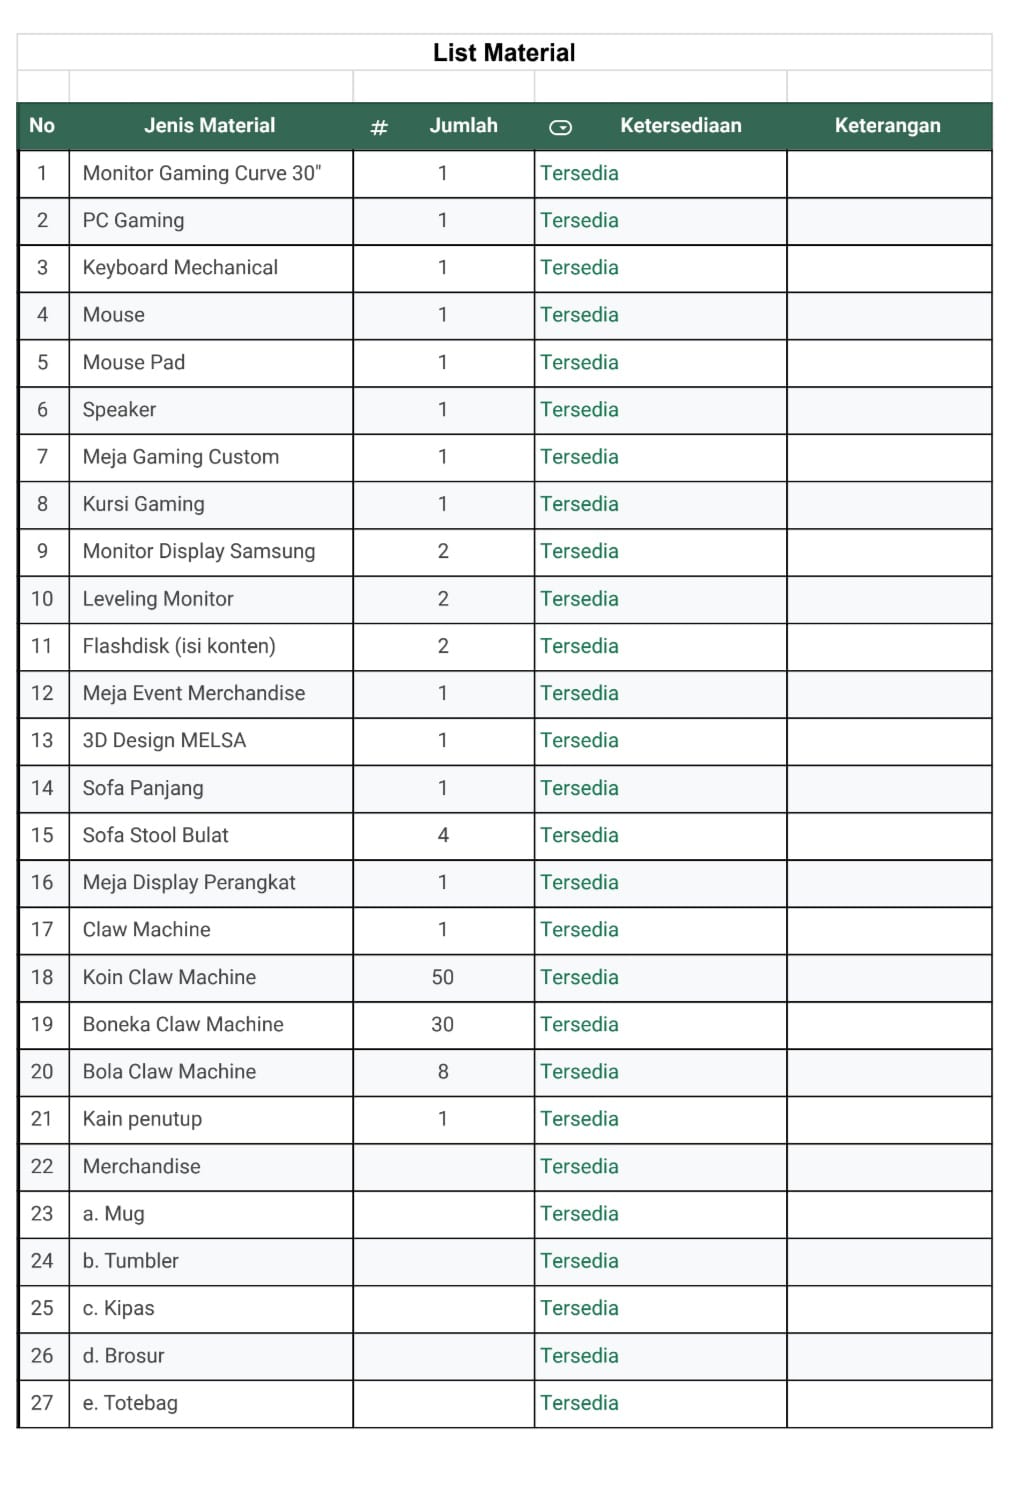 List Material
No Jenis Material # Jumlah Ketersediaan Keterangan
1 Monitor Gaming Curve 30" 1 Tersedia
2 PC Gaming 1 Tersedia
3 Keyboard Mechanical 1 Tersedia
4 Mouse 1 Tersedia
5 Mouse Pad 1 Tersedia
6 Speaker 1 Tersedia
7 Meja Gaming Custom 1 Tersedia
8 Kursi Gaming 1 Tersedia
9 Monitor Display Samsung 2 Tersedia
10 Leveling Monitor 2 Tersedia
11 Flashdisk (isi konten) 2 Tersedia
12 Meja Event Merchandise 1 Tersedia
13 3D Design MELSA 1 Tersedia
14 Sofa Panjang 1 Tersedia
15 Sofa Stool Bulat 4 Tersedia
16 Meja Display Perangkat 1 Tersedia
17 Claw Machine 1 Tersedia
18 Koin Claw Machine 50 Tersedia
19 Boneka Claw Machine 30 Tersedia
20 Bola Claw Machine 8 Tersedia
21 Kain penutup 1 Tersedia
22 Merchandise Tersedia
23 a. Mug Tersedia
24 b. Tumbler Tersedia
25 c. Kipas Tersedia
26 d. Brosur Tersedia
27 e. Totebag Tersedia